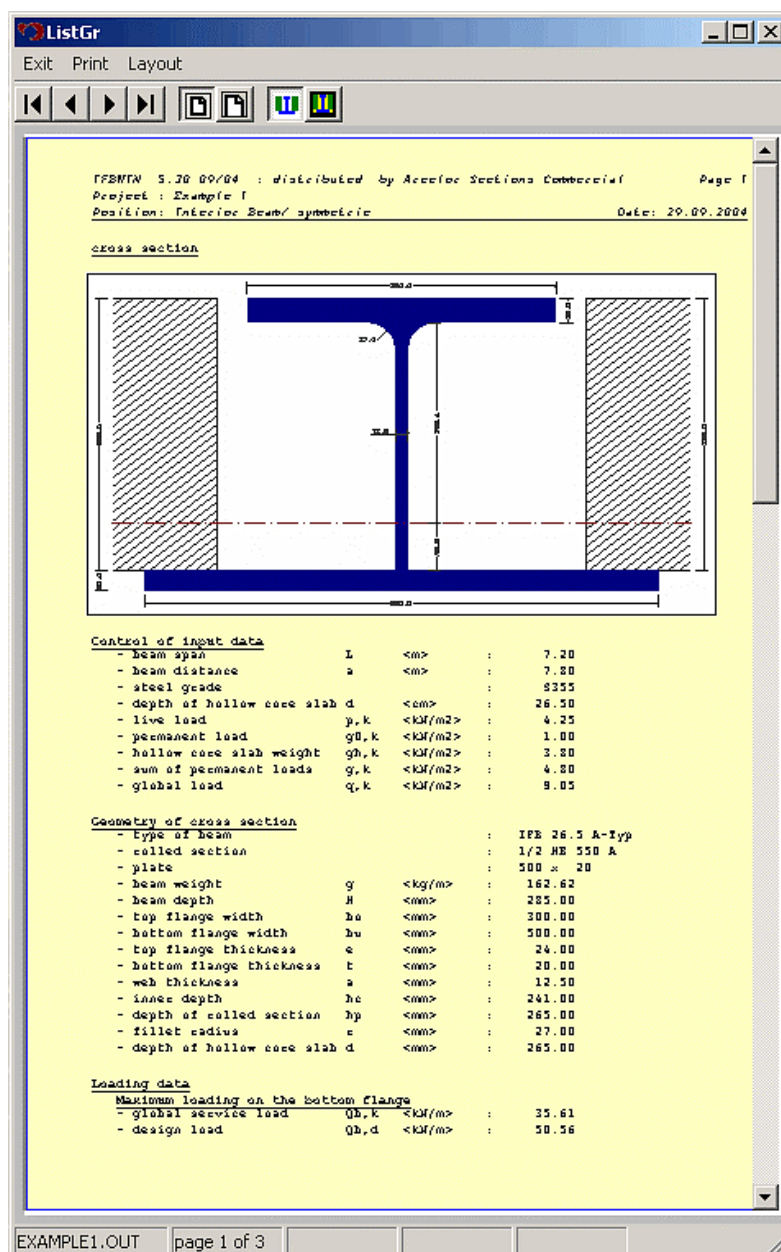 ListGr
Exit Print Layout
IFBWIN 5.30 09/04 : distributed by Arcelor Sections Commercial Page 1
Project : Example 1
Position: Interior Beam/ symmetric Date: 29.09.2004
cross section
Control of input data
- beam span L <m> : 7.20
- beam distance a <m> : 7.80
- steel grade : S355
- depth of hollow core slab d <cm> : 26.50
- live load p,k <kN/m2> : 4.25
- permanent load g0,k <kN/m2> : 1.00
- hollow core slab weight gh,k <kN/m2> : 3.80
- sum of permanent loads g,k <kN/m2> : 4.80
- global load q,k <kN/m2> : 9.05
Geometry of cross section
- type of beam : IFB 26.5 A-Typ
- rolled section : 1/2 HE 550 A
- plate : 500 x 20
- beam weight g <kg/m> : 162.62
- beam depth H <mm> : 285.00
- top flange width bo <mm> : 300.00
- bottom flange width bu <mm> : 500.00
- top flange thickness e <mm> : 24.00
- bottom flange thickness t <mm> : 20.00
- web thickness a <mm> : 12.50
- inner depth hc <mm> : 241.00
- depth of rolled section hp <mm> : 265.00
- fillet radius r <mm> : 27.00
- depth of hollow core slab d <mm> : 265.00
Loading data
Maximum loading on the bottom flange
- global service load Qb,k <kN/m> : 35.61
- design load Qb,d <kN/m> : 50.56
EXAMPLE1.OUT page 1 of 3